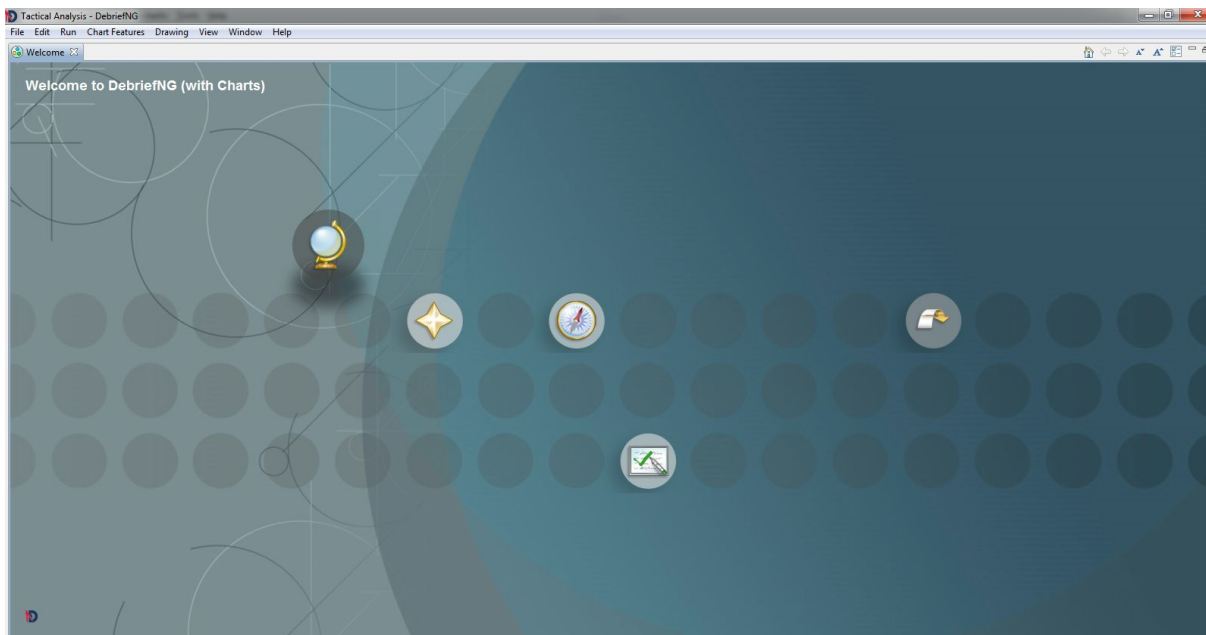 Tactical Analysis - DebriefNG
File Edit Run Chart Features Drawing View Window Help
Welcome
Welcome to DebriefNG (with Charts)